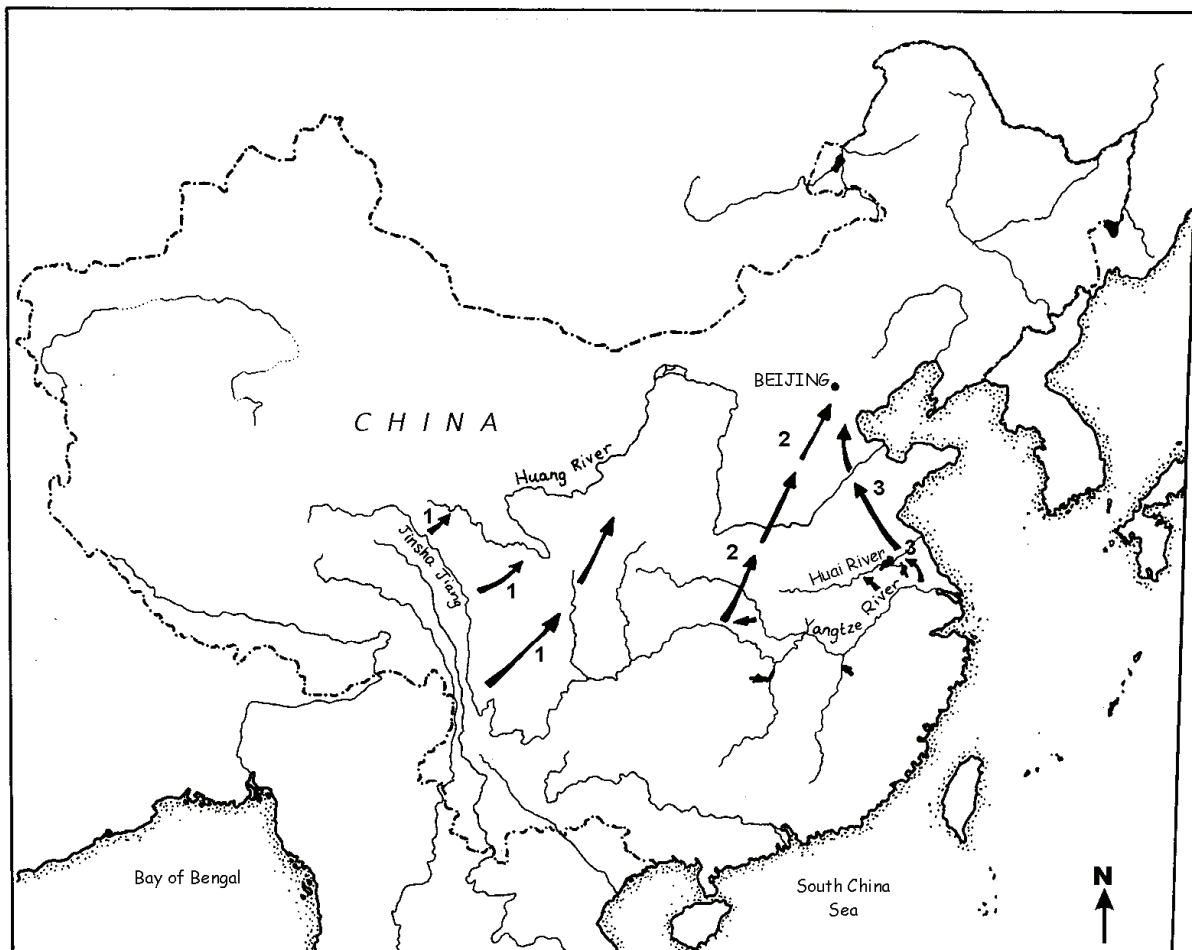 BEIJING
2
CHINA
Huang River
3
1
Jinsha Jiang
2
3
Huai River
1
Yangtze River
1
N
Bay of Bengal
South China
Sea